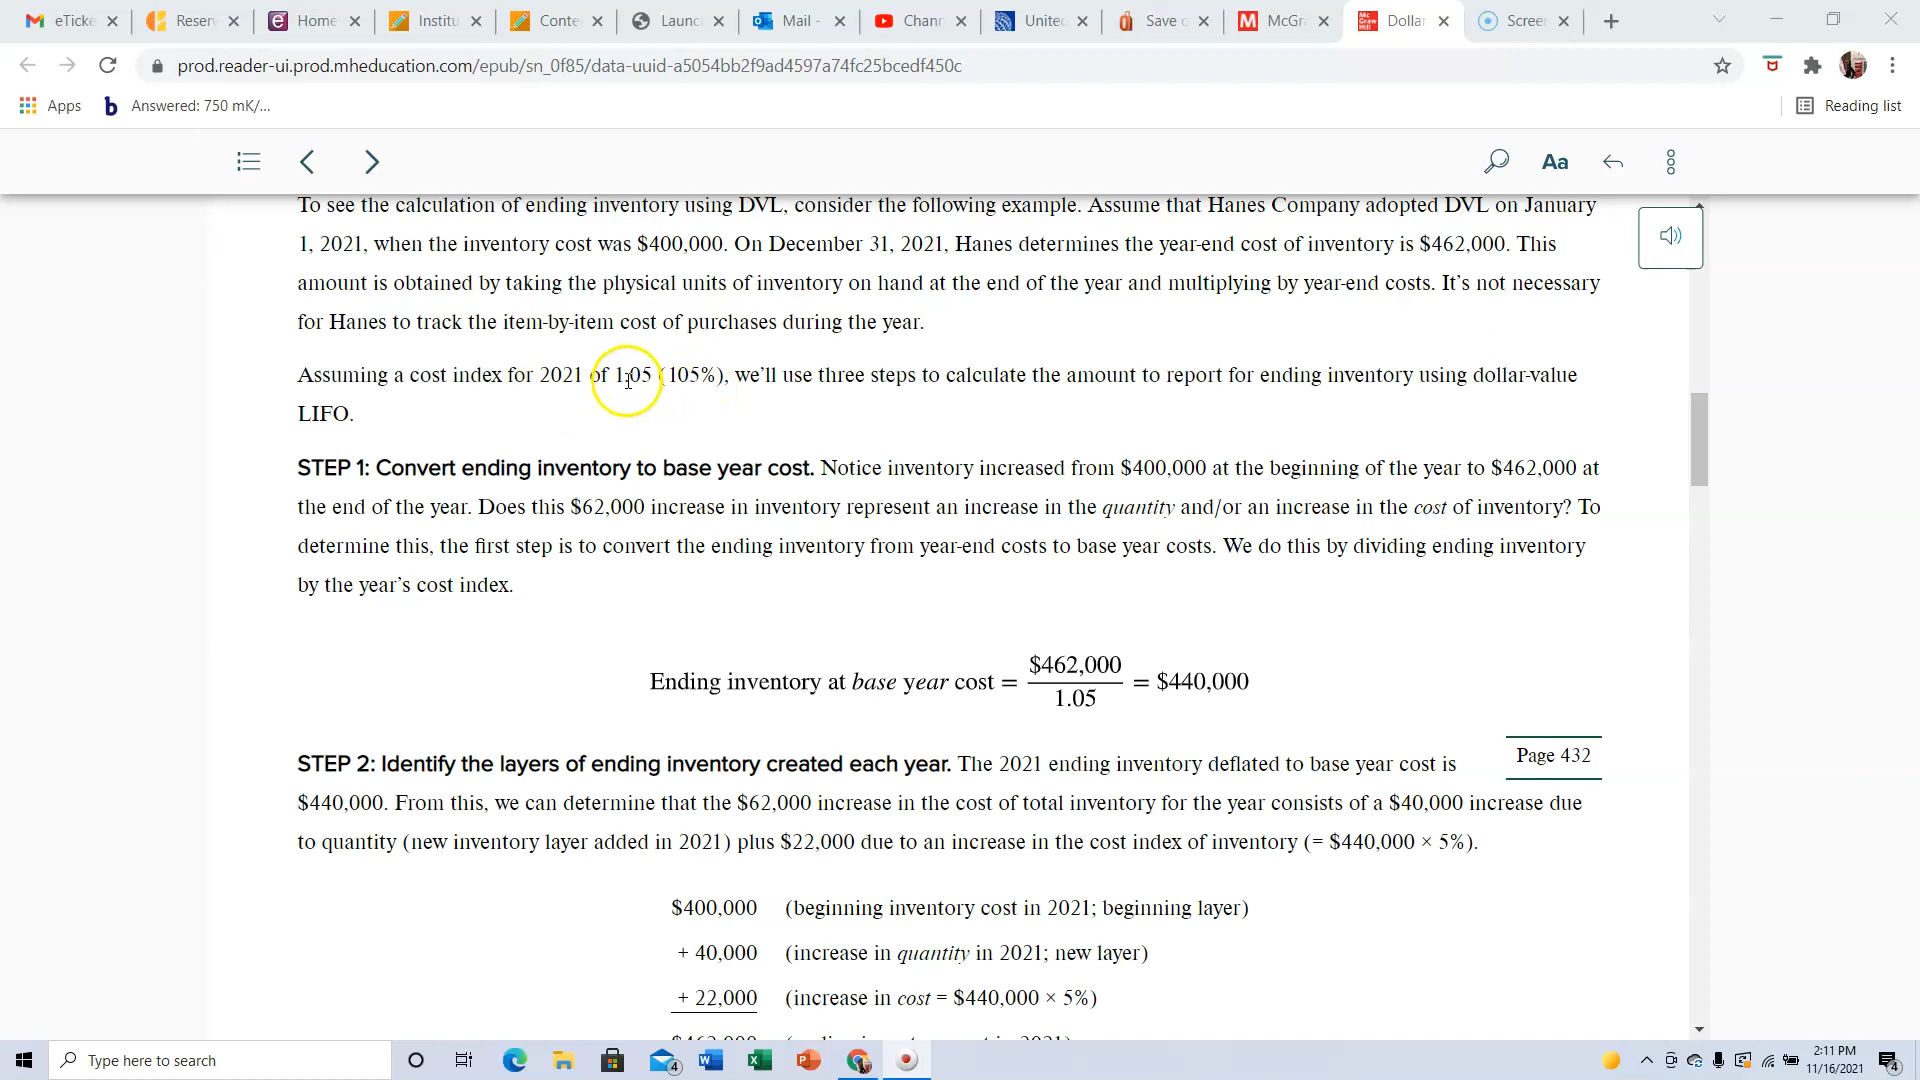 eTicke
Reser
Home
Institu
Conte
Launc
Mail -
Chann
United
Save c
McGr
Dollar
Screen
prod.reader-ui.prod.mheducation.com/epub/sn_0f85/data-uuid-a5054bb2f9ad4597a74fc25bcedf450c
Apps
b Answered: 750 mK/...
Reading list
Aa
To see the calculation of ending inventory using DVL, consider the following example. Assume that Hanes Company adopted DVL on January
1, 2021, when the inventory cost was $400,000. On December 31, 2021, Hanes determines the year-end cost of inventory is $462,000. This
amount is obtained by taking the physical units of inventory on hand at the end of the year and multiplying by year-end costs. It’s not necessary
for Hanes to track the item-by-item cost of purchases during the year.
Assuming a cost index for 2021 of 1.05 (105%), we’ll use three steps to calculate the amount to report for ending inventory using dollar-value
LIFO.
STEP 1: Convert ending inventory to base year cost. Notice inventory increased from $400,000 at the beginning of the year to $462,000 at
the end of the year. Does this $62,000 increase in inventory represent an increase in the quantity and/or an increase in the cost of inventory? To
determine this, the first step is to convert the ending inventory from year-end costs to base year costs. We do this by dividing ending inventory
by the year’s cost index.
Ending inventory at base year cost = $462,000 / 1.05 = $440,000
Page 432
STEP 2: Identify the layers of ending inventory created each year. The 2021 ending inventory deflated to base year cost is
$440,000. From this, we can determine that the $62,000 increase in the cost of total inventory for the year consists of a $40,000 increase due
to quantity (new inventory layer added in 2021) plus $22,000 due to an increase in the cost index of inventory (= $440,000 × 5%).
$400,000 (beginning inventory cost in 2021; beginning layer)
+ 40,000 (increase in quantity in 2021; new layer)
+ 22,000 (increase in cost = $440,000 × 5%)
Type here to search
2:11 PM
11/16/2021